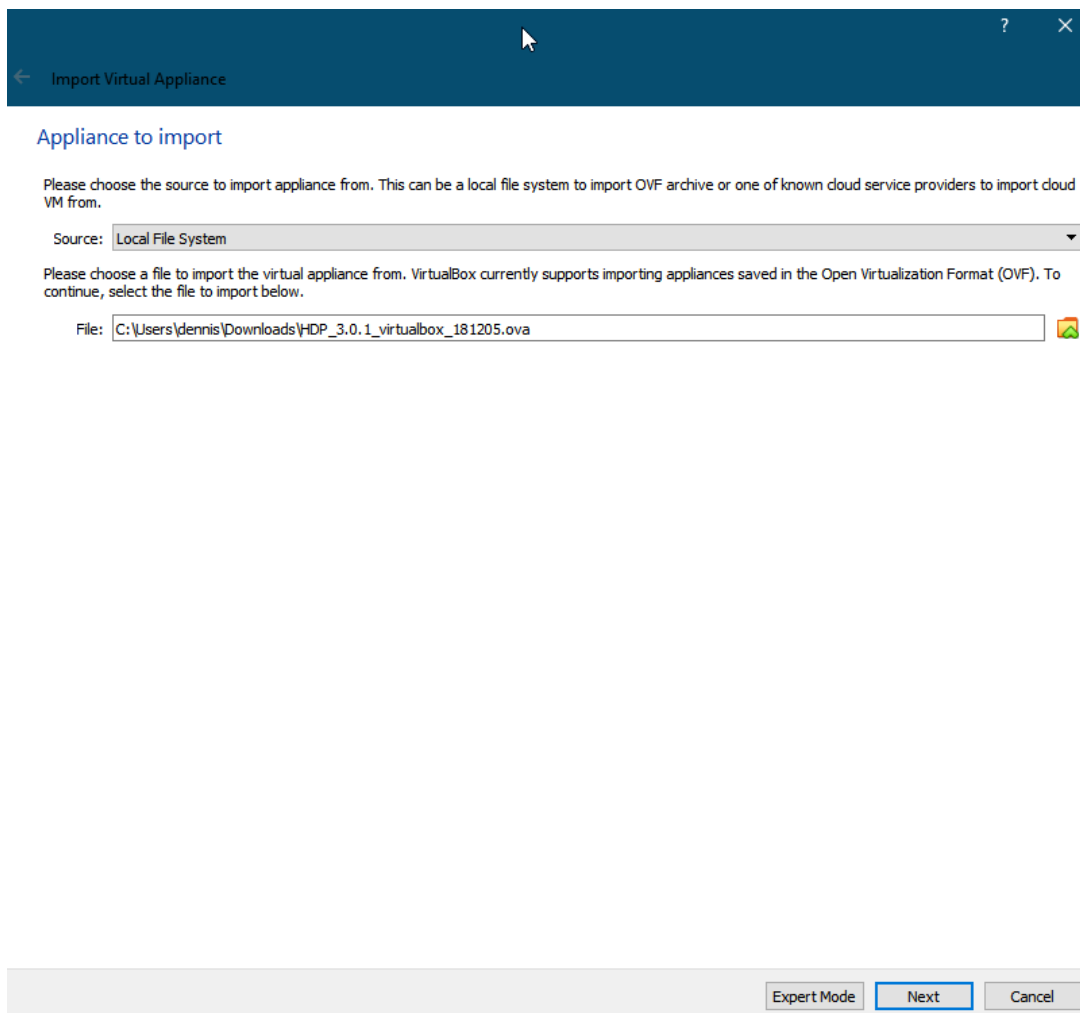 ?
Import Virtual Appliance
Appliance to import
Please choose the source to import appliance from. This can be a local file system to import OVF archive or one of known cloud service providers to import cloud
VM from.
Source: Local File System
Please choose a file to import the virtual appliance from. VirtualBox currently supports importing appliances saved in the Open Virtualization Format (OVF). To
continue, select the file to import below.
File: C:\Users\dennis\Downloads\HDP_3.0.1_virtualbox_181205.ova
Expert Mode Next Cancel